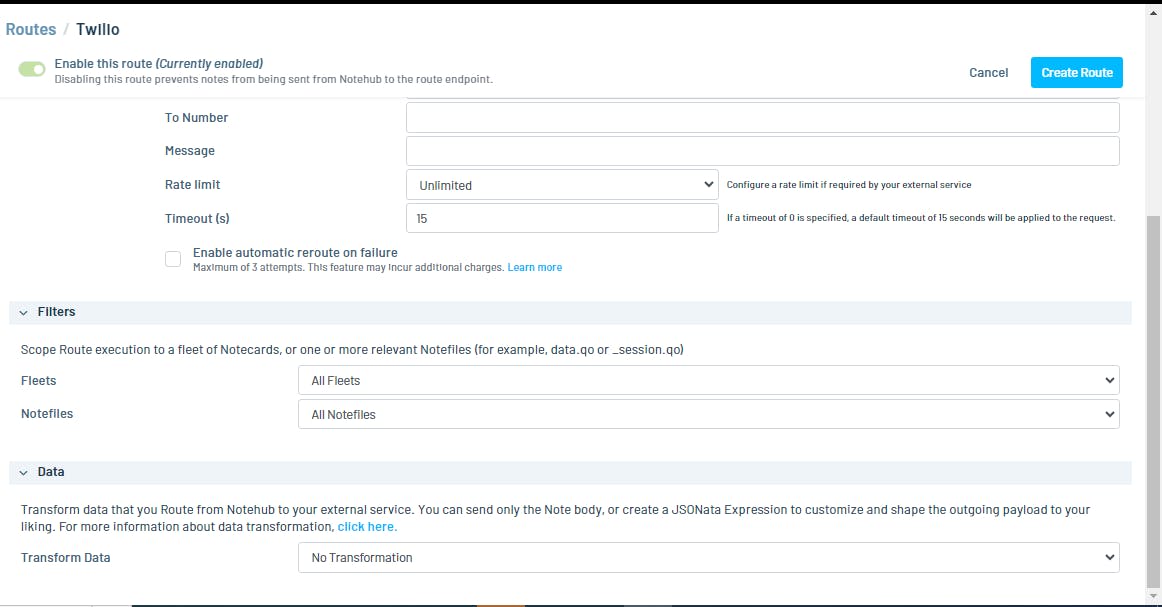 Routes / Twilio
Enable this route (Currently enabled)
Disabling this route prevents notes from being sent from Notehub to the route endpoint.
Cancel
Create Route
To Number
Message
Rate limit
Unlimited
Configure a rate limit if required by your external service
Timeout (s)
15
If a timeout of 0 is specified, a default timeout of 15 seconds will be applied to the request.
Enable automatic reroute on failure
Maximum of 3 attempts. This feature may incur additional charges. Learn more
Filters
Scope Route execution to a fleet of Notecards, or one or more relevant Notefiles (for example, data.qo or _session.qo)
Fleets
All Fleets
Notefiles
All Notefiles
Data
Transform data that you Route from Notehub to your external service. You can send only the Note body, or create a JSONata Expression to customize and shape the outgoing payload to your
liking. For more information about data transformation, click here.
Transform Data
No Transformation